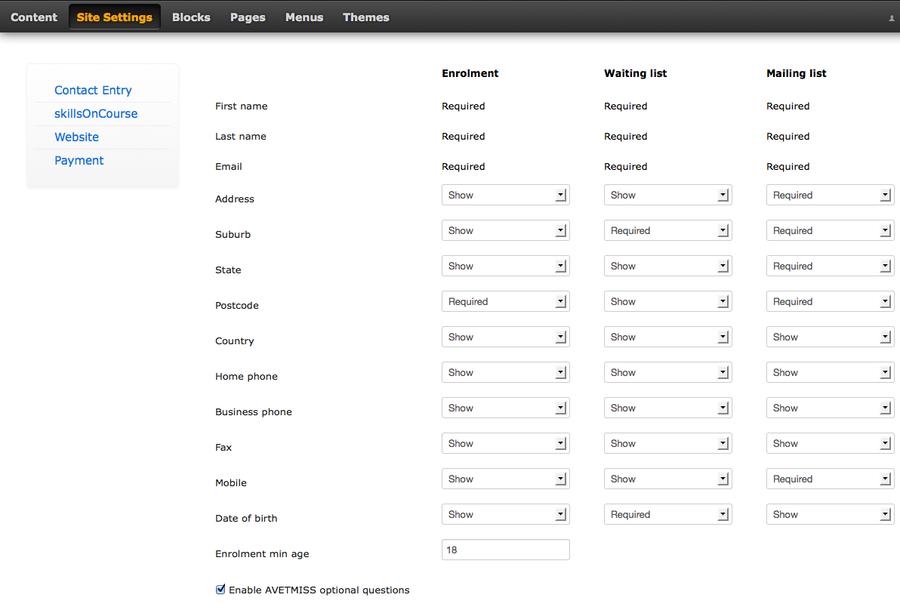 Content Site Settings Blocks Pages Menus Themes
Contact Entry
skillsOnCourse
Website
Payment
Enrolment Waiting list Mailing list
First name Required Required Required
Last name Required Required Required
Email Required Required Required
Address Show Show Required
Suburb Show Required Required
State Show Show Required
Postcode Required Show Required
Country Show Show Show
Home phone Show Show Show
Business phone Show Show Show
Fax Show Show Show
Mobile Show Show Required
Date of birth Show Required Show
Enrolment min age 18
Enable AVETMISS optional questions